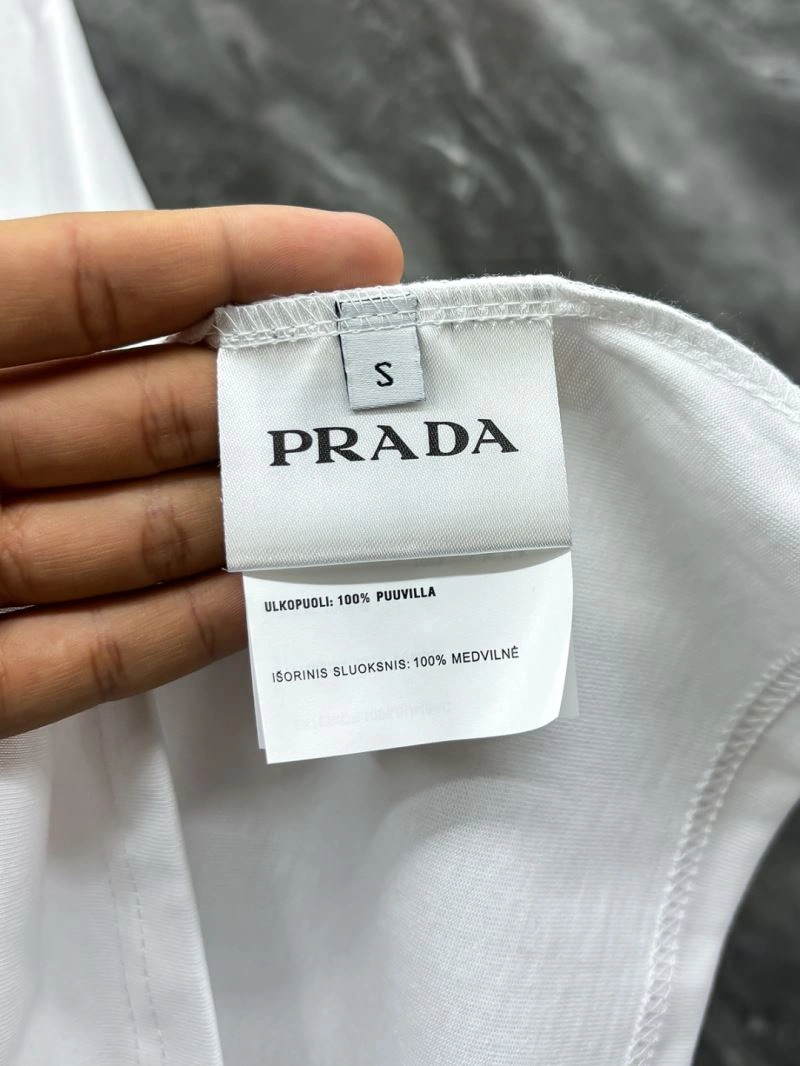 S
PRADA
ULKOPUOLI: 100% PUUVILLA
IŠORINIS SLUOKSNIS: 100% MEDVILNĖ